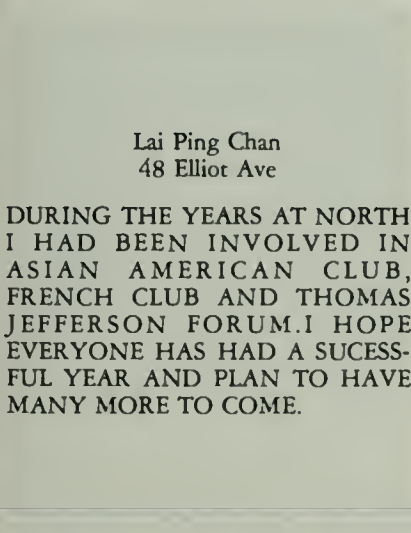 Lai Ping Chan
48 Elliot Ave
DURING THE YEARS AT NORTH
I HAD BEEN INVOLVED IN
ASIAN AMERICAN CLUB,
FRENCH CLUB AND THOMAS
JEFFERSON FORUM.I HOPE
EVERYONE HAS HAD A SUCESS-
FUL YEAR AND PLAN TO HAVE
MANY MORE TO COME.